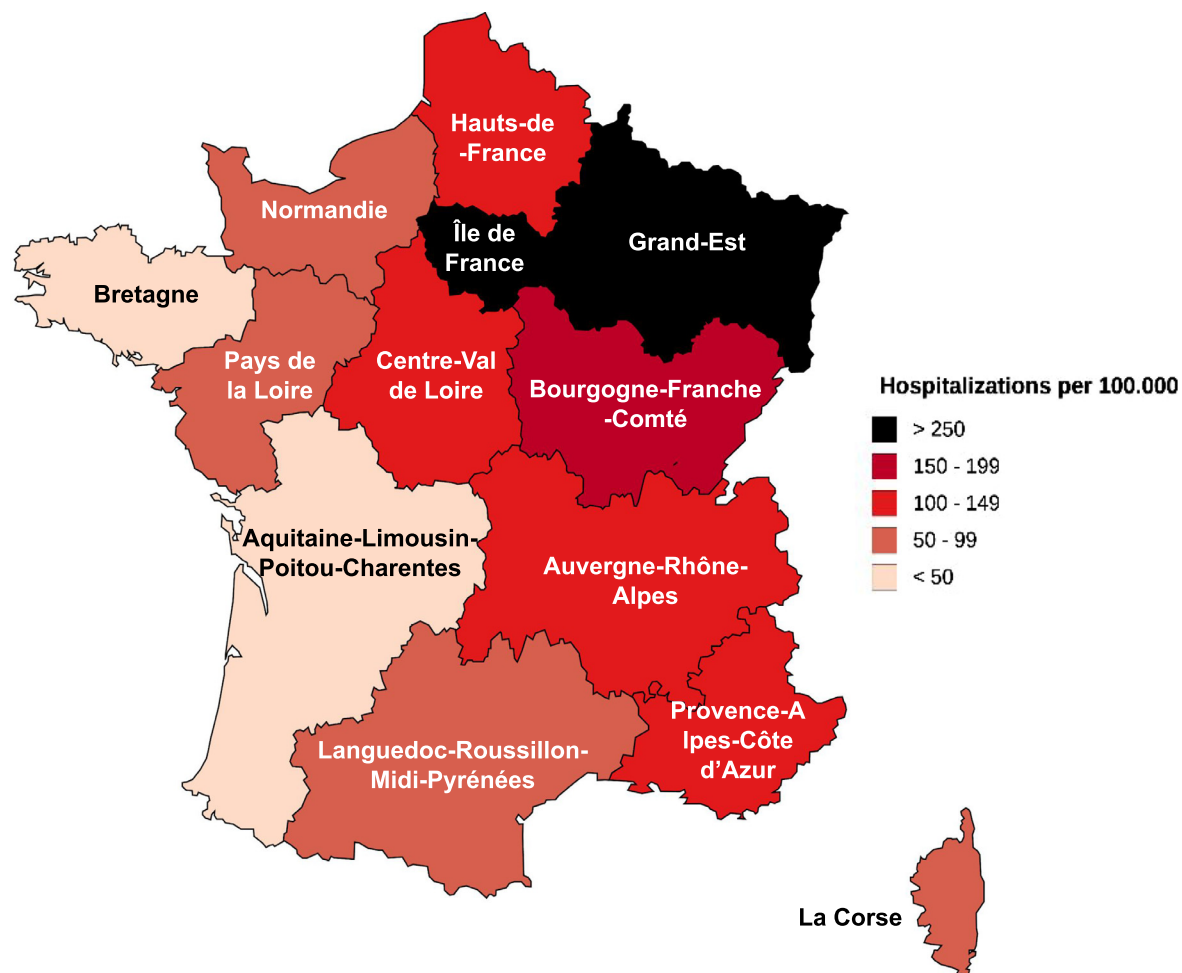 Hauts-de
-France
Normandie
Île de
France
Grand-Est
Bretagne
Pays de
la Loire
Centre-Val
de Loire
Bourgogne-Franche
-Comté
Hospitalizations per 100.000
> 250
150 - 199
100 - 149
50 - 99
< 50
Aquitaine-Limousin-
Poitou-Charentes
Auvergne-Rhône-
Alpes
Provence-A
lpes-Côte
d’Azur
Languedoc-Roussillon-
Midi-Pyrénées
La Corse